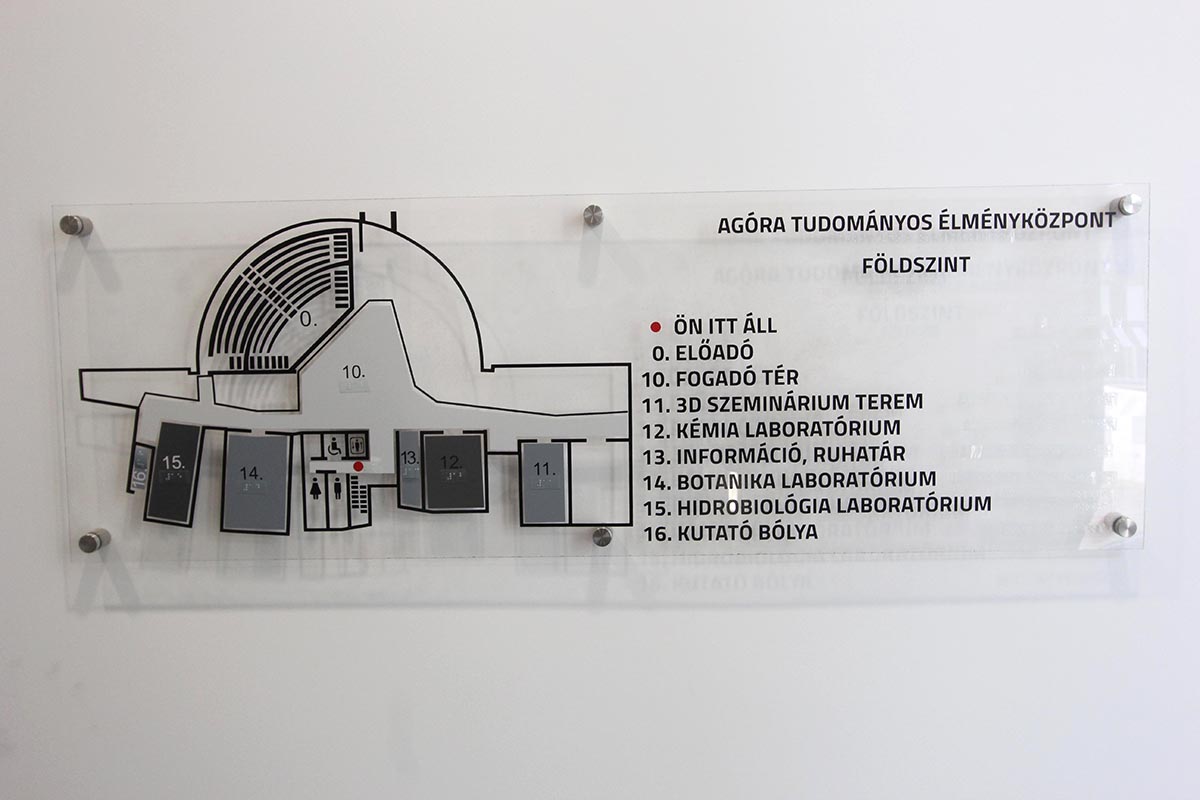 AGÓRA TUDOMÁNYOS ÉLMÉNYKÖZPONT
FÖLDSZINT
ÖN ITT ÁLL
0. ELŐADÓ
10. FOGADÓ TÉR
11. 3D SZEMINÁRIUM TEREM
12. KÉMIA LABORATÓRIUM
13. INFORMÁCIÓ, RUHATÁR
14. BOTANIKA LABORATÓRIUM
15. HIDROBIOLÓGIA LABORATÓRIUM
16. KUTATÓ BÓLYA
0.
10.
16.
15.
14.
13.
12.
11.